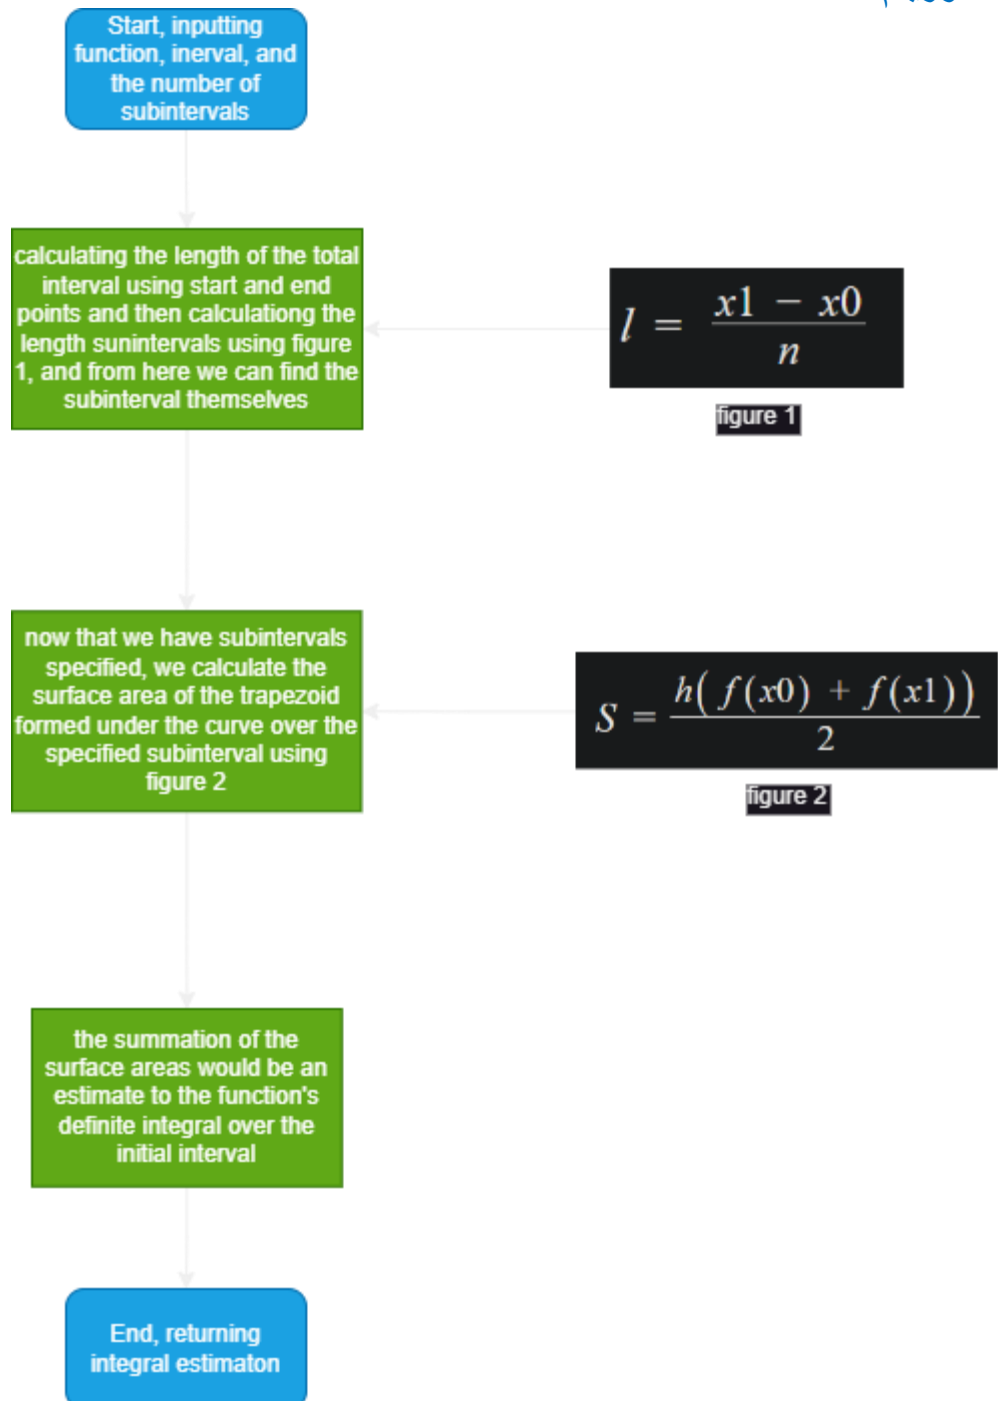 Start, inputting
function, inerval, and
the number of
subintervals
calculating the length of the total
interval using start and end
points and then calculationg the
length sunintervals using figure
1, and from here we can find the
subinterval themselves
l = x1 − x0 / n
figure 1
now that we have subintervals
specified, we calculate the
surface area of the trapezoid
formed under the curve over the
specified subinterval using
figure 2
S = h( f(x0) + f(x1)) / 2
figure 2
the summation of the
surface areas would be an
estimate to the function's
definite integral over the
initial interval
End, returning
integral estimaton